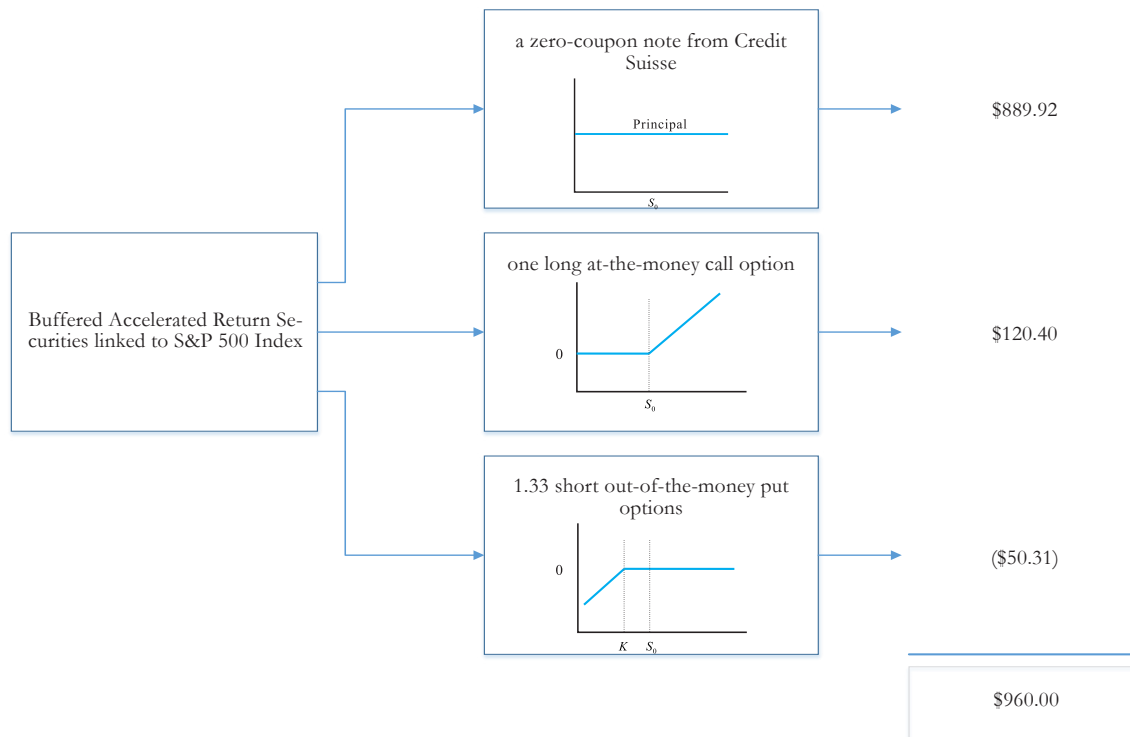 a zero-coupon note from Credit
Suisse
Principal
S₀
$889.92
Buffered Accelerated Return Se-
curities linked to S&P 500 Index
one long at-the-money call option
0
S₀
$120.40
1.33 short out-of-the-money put
options
0
K S₀
($50.31)
$960.00